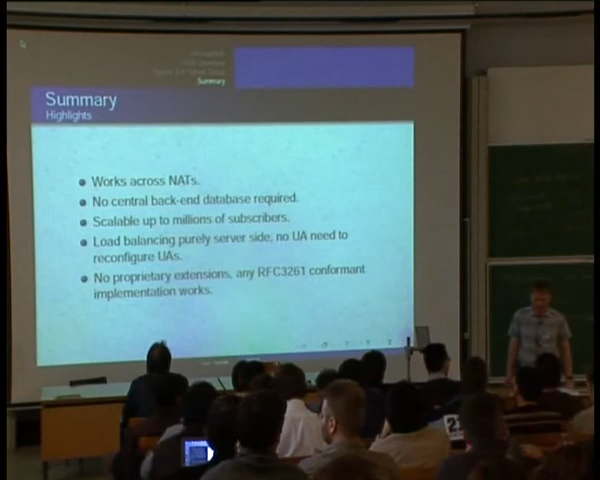 Summary
Summary
Highlights
Works across NATs.
No central back-end database required.
Scalable up to millions of subscribers.
Load balancing purely server side, no UA need to
reconfigure UAs.
No proprietary extensions, any RFC3261 conformant
implementation works.